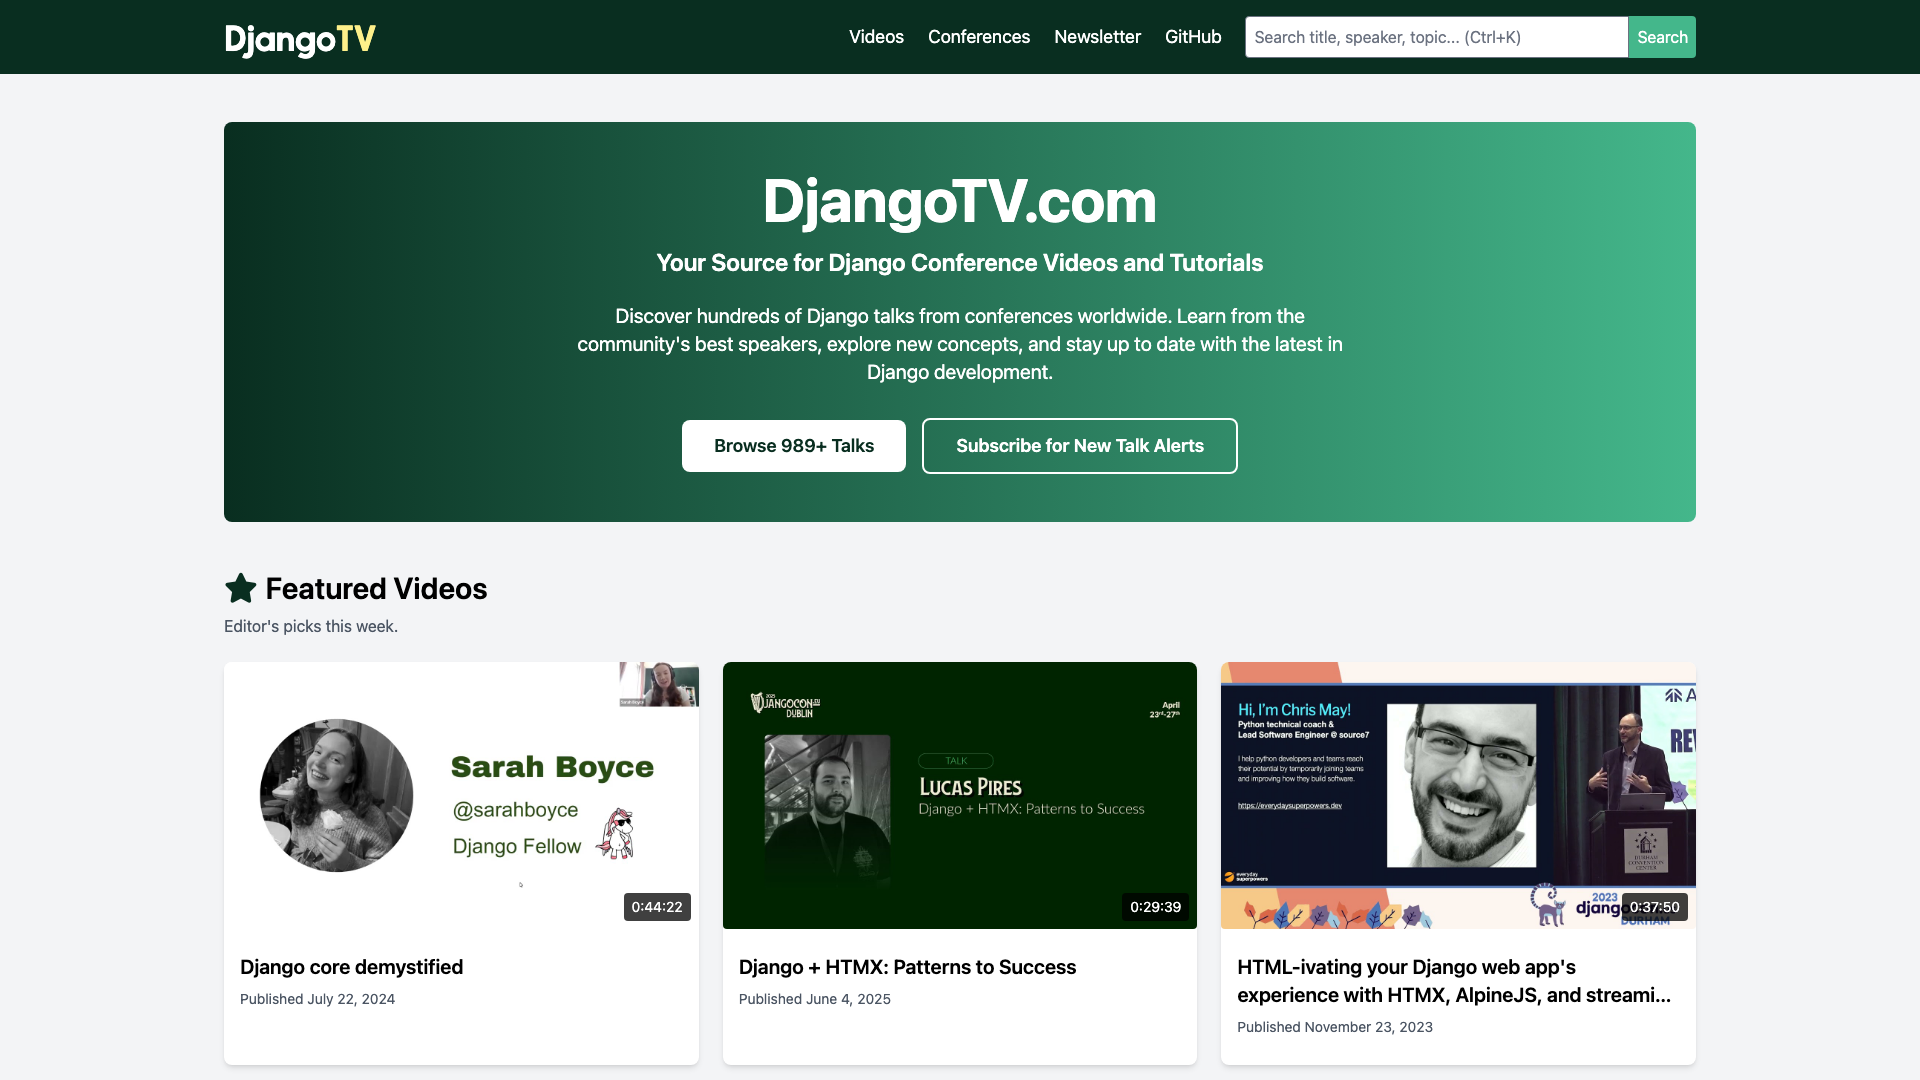 DjangoTV
Videos
Conferences
Newsletter
GitHub
Search title, speaker, topic... (Ctrl+K)
Search
DjangoTV.com
Your Source for Django Conference Videos and Tutorials
Discover hundreds of Django talks from conferences worldwide. Learn from the
community's best speakers, explore new concepts, and stay up to date with the latest in
Django development.
Browse 989+ Talks
Subscribe for New Talk Alerts
Featured Videos
Editor's picks this week.
Sarah Boyce
@sarahboyce
Django Fellow
0:44:22
Django core demystified
Published July 22, 2024
2025
DJANGOCON EU
DUBLIN
April
23rd-27th
TALK
LUCAS PIRES
Django + HTMX: Patterns to Success
0:29:39
Django + HTMX: Patterns to Success
Published June 4, 2025
Hi, I'm Chris May!
Python technical coach &
Lead Software Engineer @ source7
I help python developers and teams reach
their potential by temporarily joining teams
and improving how they build software.
https://everydaysuperpowers.dev
everyday
superpowers
DURHAM
CONVENTION
CENTER
2023
django
DURHAM
0:37:50
HTML-ivating your Django web app's
experience with HTMX, AlpineJS, and streami...
Published November 23, 2023